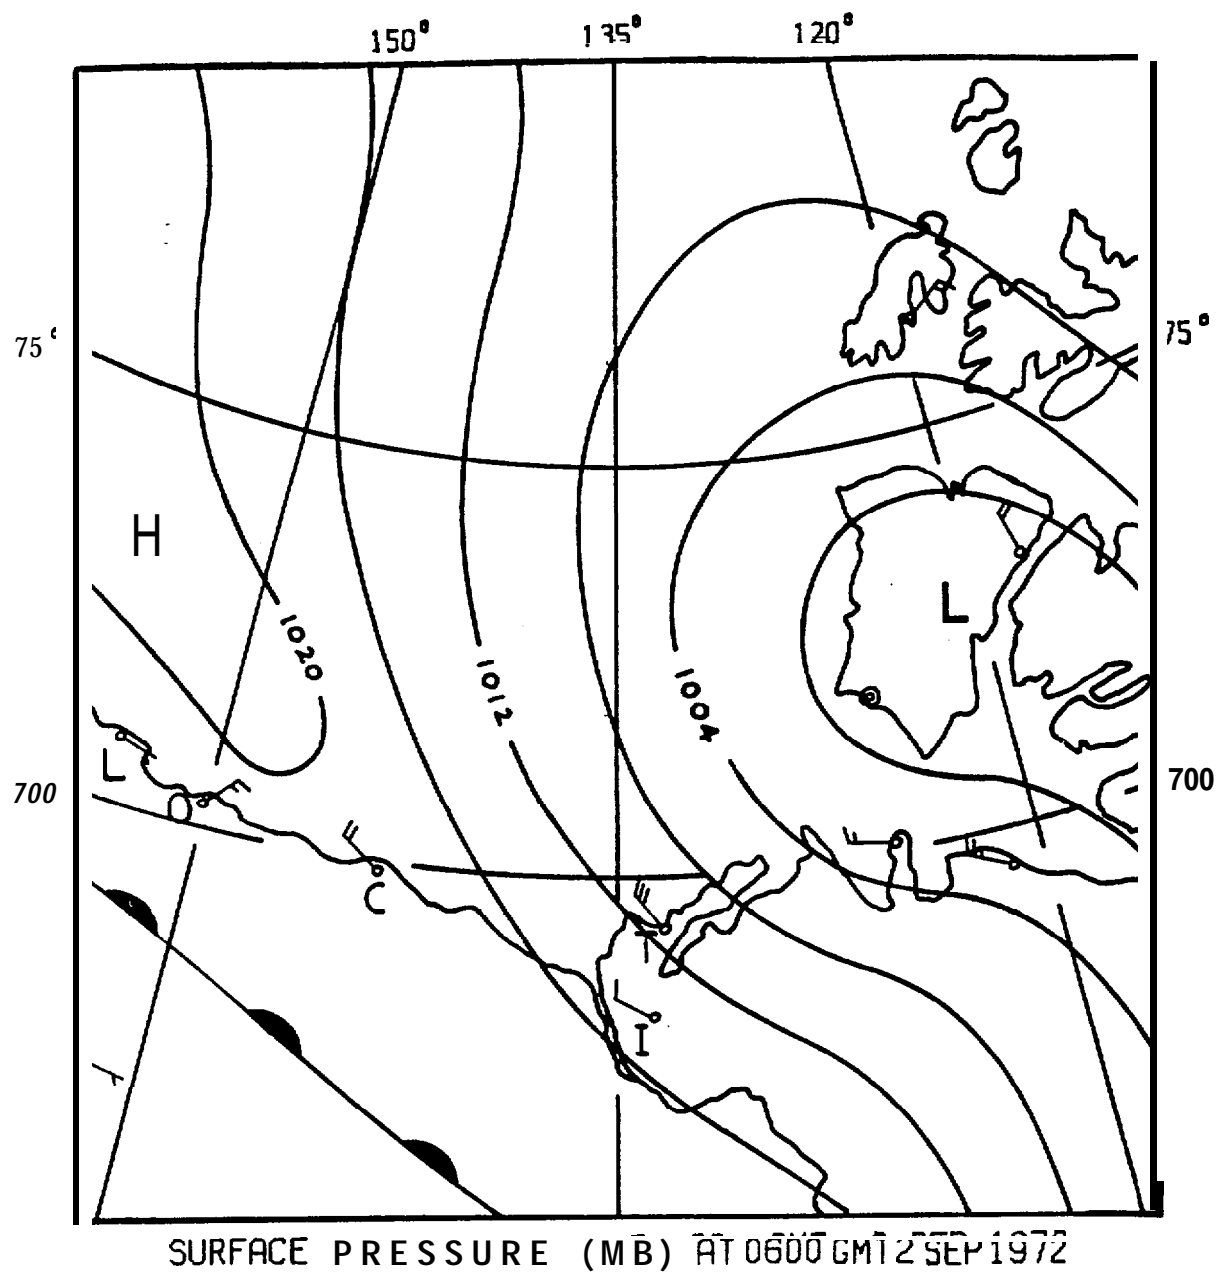 150° 135° 120°
75° 75°
H
1020
1012
1004
L
L
700 700
O
C
T
I
SURFACE PRESSURE (MB) AT 0600 GMT 2 SEP 1972